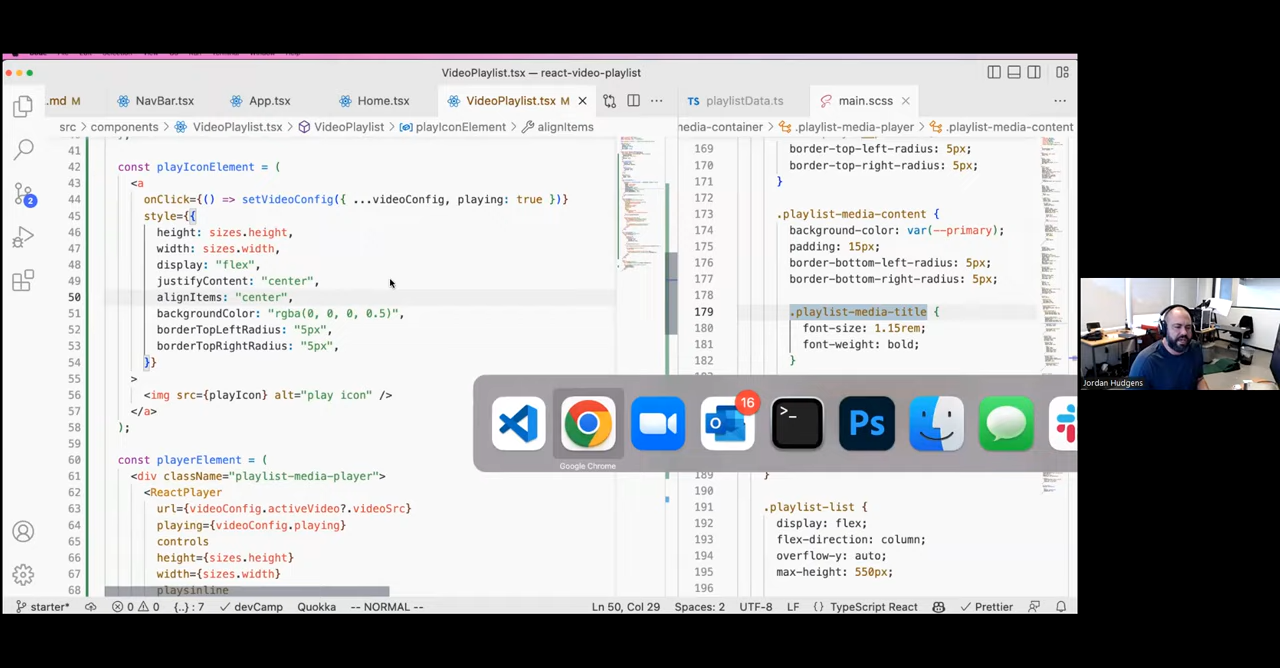 VideoPlaylist.tsx — react-video-playlist
.md M
NavBar.tsx
App.tsx
Home.tsx
VideoPlaylist.tsx M
playlistData.ts
main.scss
src > components > VideoPlaylist.tsx > VideoPlaylist > playIconElement > alignItems
nedia-container > .playlist-media-player > .playlist-media-content
41
42 const playIconElement = (
43 <a
44 onClick={() => setVideoConfig({ ...videoConfig, playing: true })}
45 style={{
46 height: sizes.height,
47 width: sizes.width,
48 display: "flex",
49 justifyContent: "center",
50 alignItems: "center",
51 backgroundColor: "rgba(0, 0, 0, 0.5)",
52 borderTopLeftRadius: "5px",
53 borderTopRightRadius: "5px",
54 }}
55 >
56 <img src={playIcon} alt="play icon" />
57 </a>
58 );
60 const playerElement = (
61 <div className="playlist-media-player">
62 <ReactPlayer
63 url={videoConfig.activeVideo?.videoSrc}
64 playing={videoConfig.playing}
65 controls
66 height={sizes.height}
67 width={sizes.width}
68 playsinline
169 border-top-left-radius: 5px;
170 border-top-right-radius: 5px;
171 }
172
173 .playlist-media-content {
174 background-color: var(--primary);
175 padding: 15px;
176 border-bottom-left-radius: 5px;
177 border-bottom-right-radius: 5px;
178
179 .playlist-media-title {
180 font-size: 1.15rem;
181 font-weight: bold;
182 }
189 }
190
191 .playlist-list {
192 display: flex;
193 flex-direction: column;
194 overflow-y: auto;
195 max-height: 550px;
196
2
16
Ps
Google Chrome
Jordan Hudgens
starter*
0 0
{..} : 7
devCamp
Quokka
-- NORMAL --
Ln 50, Col 29
Spaces: 2
UTF-8
LF
{} TypeScript React
Prettier